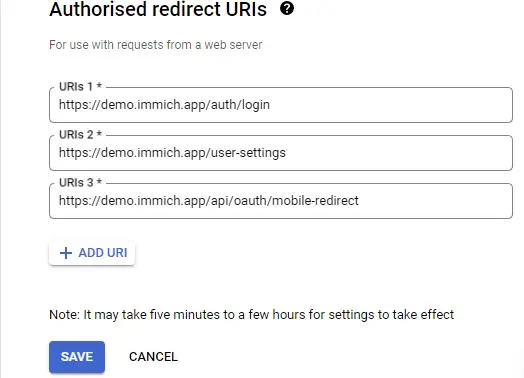 Authorised redirect URIs ?
For use with requests from a web server
URIs 1 *
https://demo.immich.app/auth/login
URIs 2 *
https://demo.immich.app/user-settings
URIs 3 *
https://demo.immich.app/api/oauth/mobile-redirect
+ ADD URI
Note: It may take five minutes to a few hours for settings to take effect
SAVE CANCEL